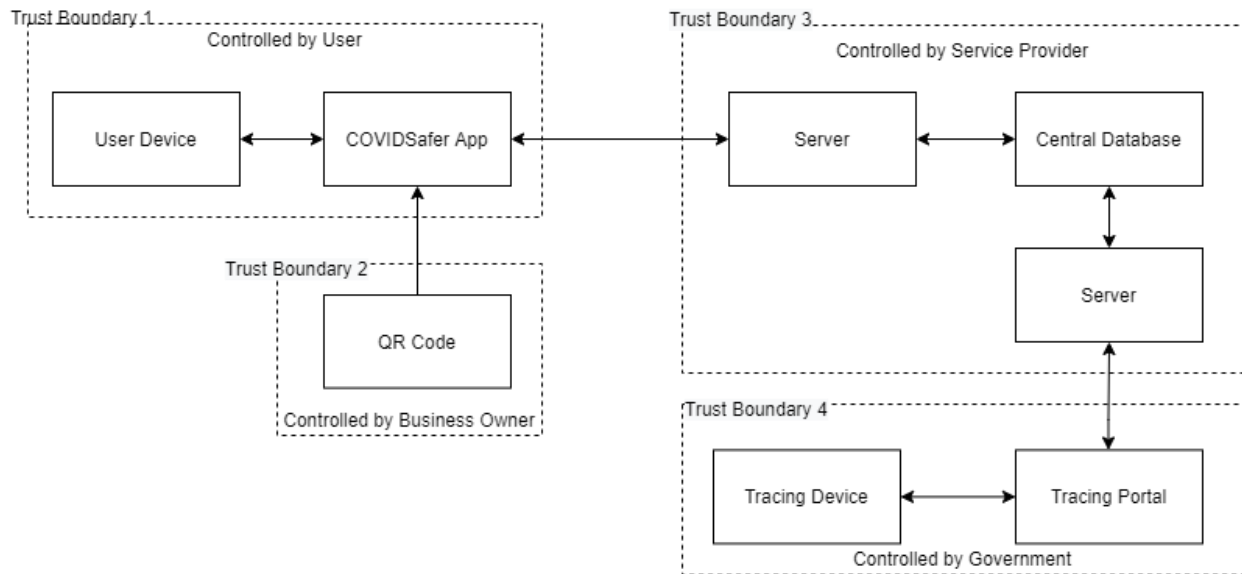 Trust Boundary 1
Controlled by User
User Device
COVIDSafer App
Trust Boundary 2
QR Code
Controlled by Business Owner
Trust Boundary 3
Controlled by Service Provider
Server
Central Database
Server
Trust Boundary 4
Tracing Device
Tracing Portal
Controlled by Government